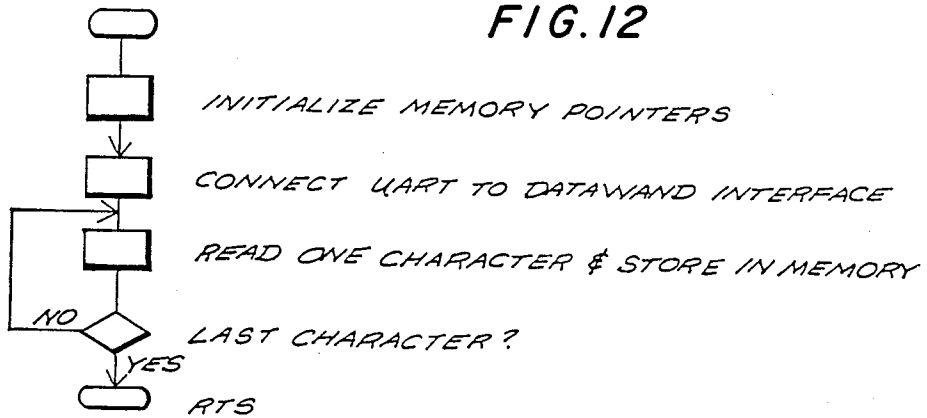 FIG.12
INITIALIZE MEMORY POINTERS
CONNECT UART TO DATAWAND INTERFACE
READ ONE CHARACTER & STORE IN MEMORY
NO
LAST CHARACTER?
YES
RTS